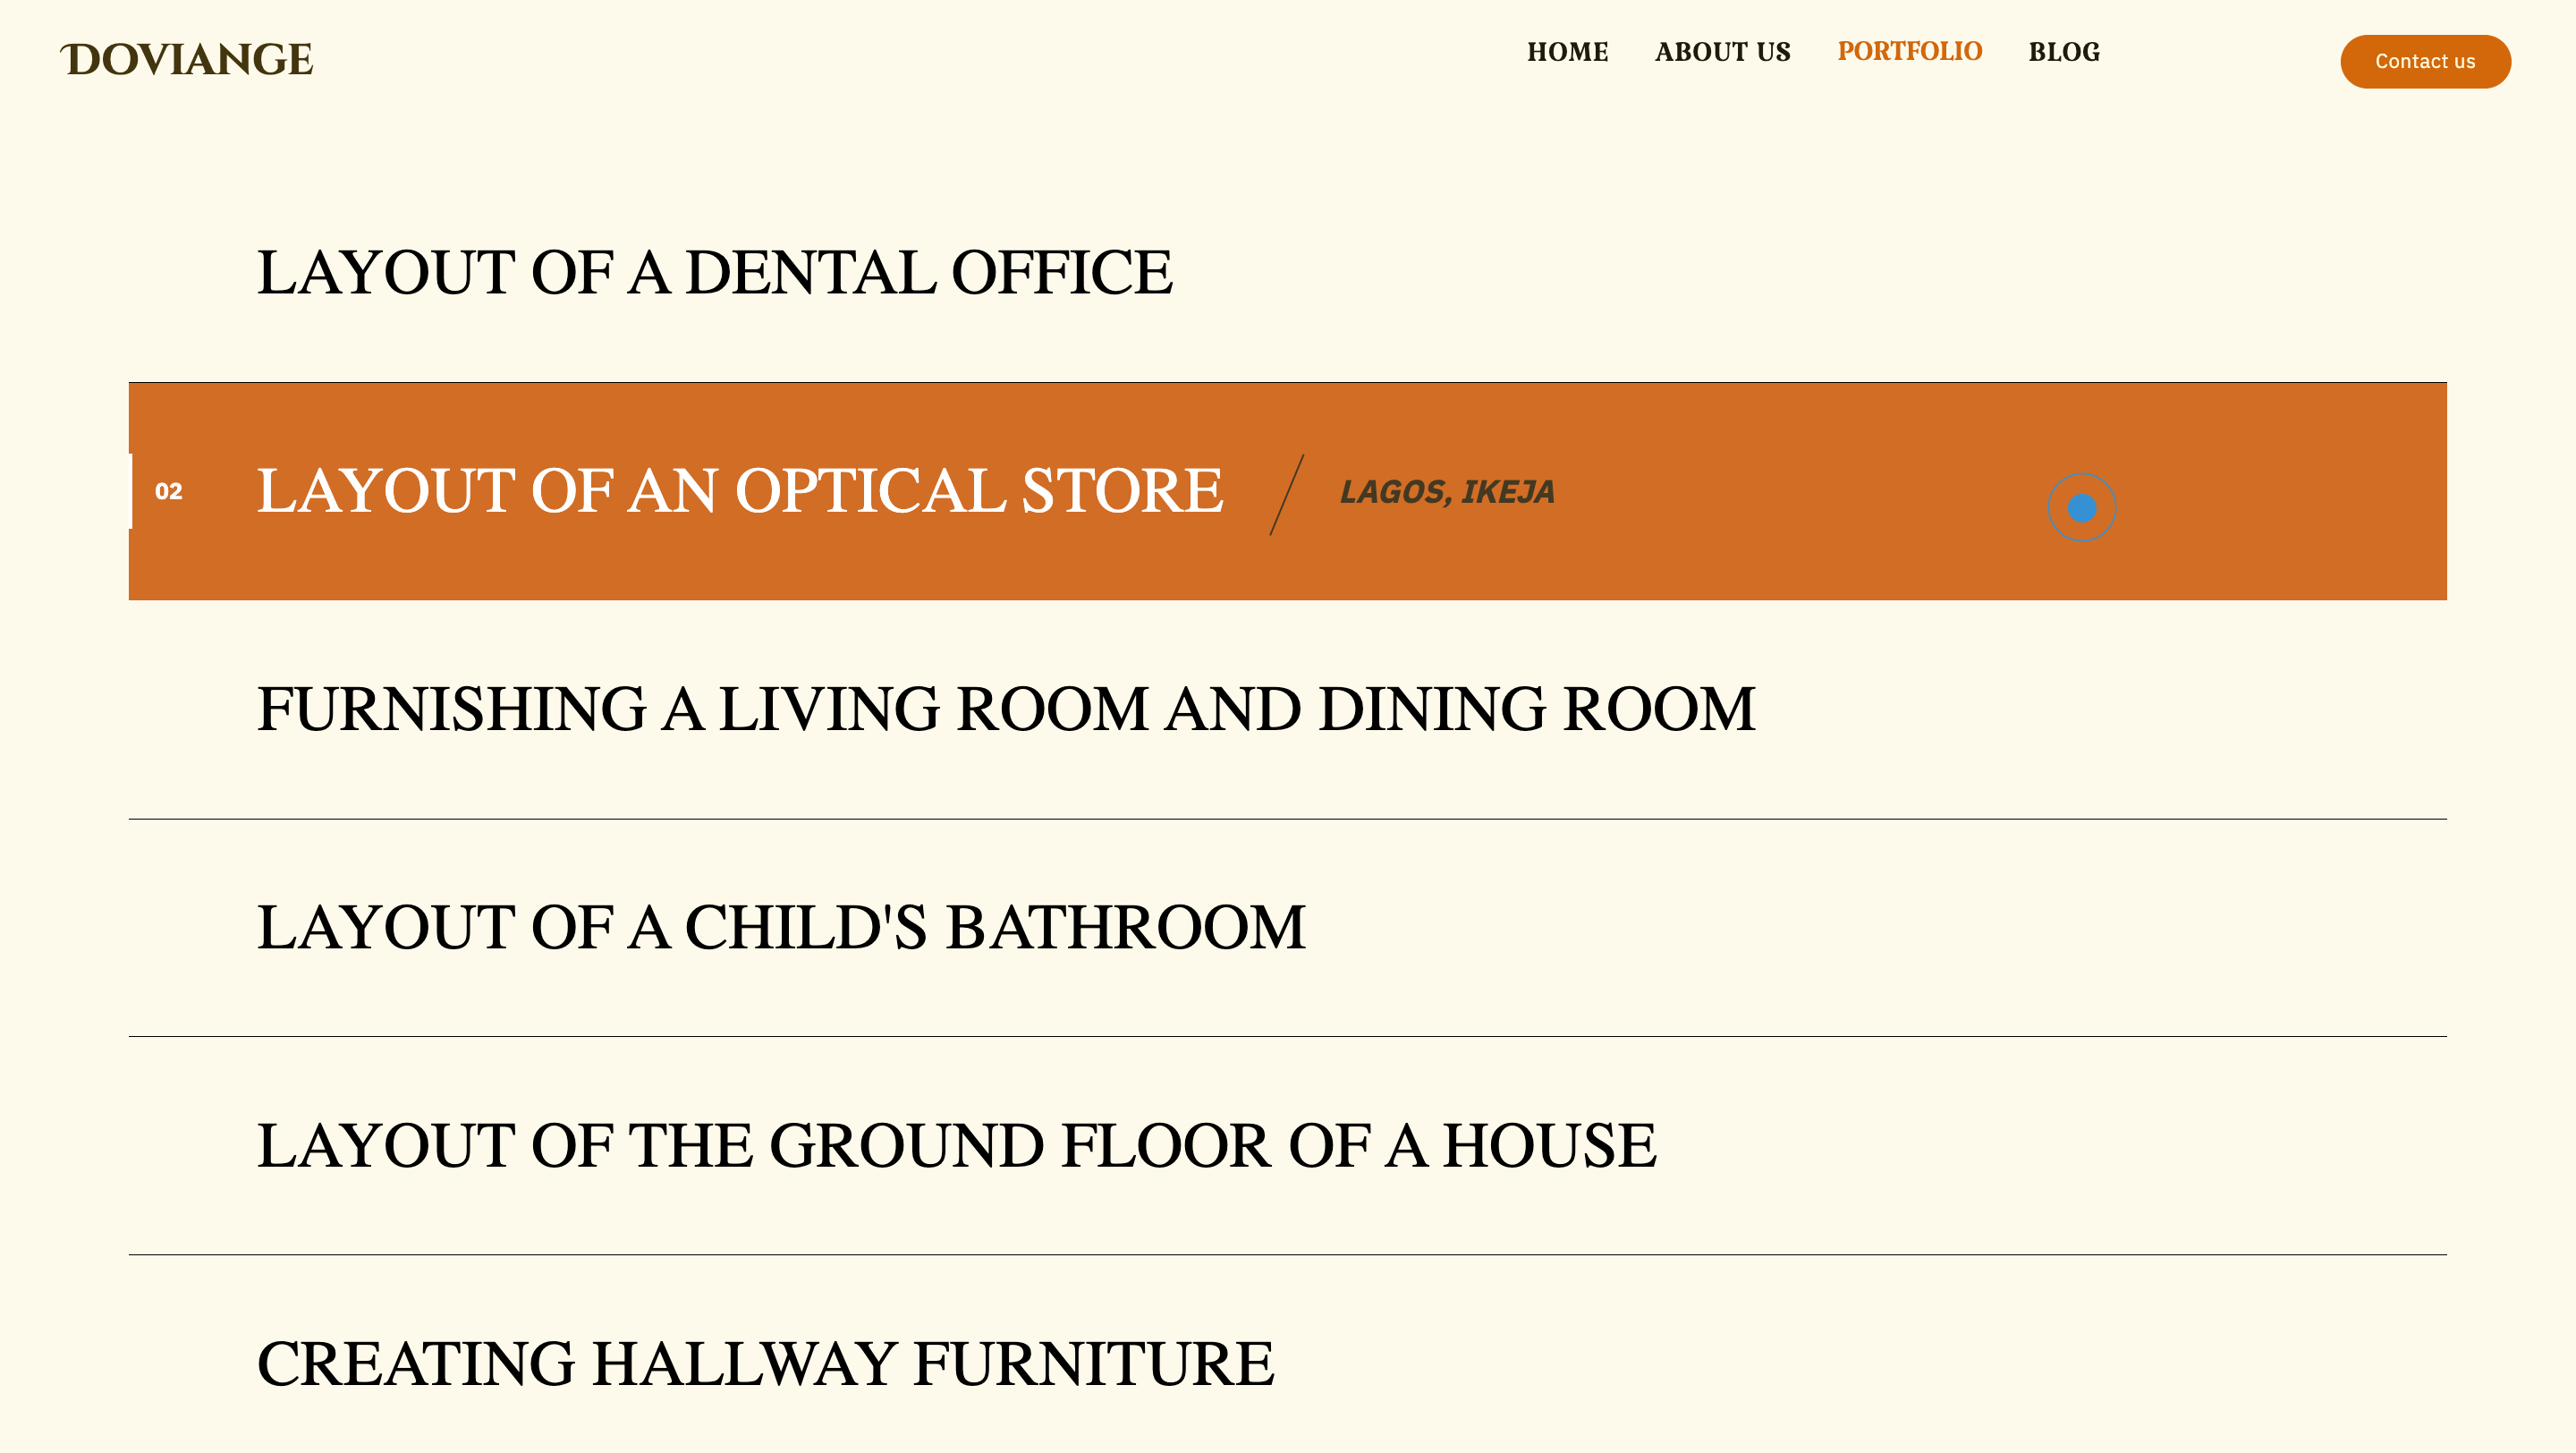 DOVIANGE
HOME ABOUT US PORTFOLIO BLOG Contact us
LAYOUT OF A DENTAL OFFICE
02 LAYOUT OF AN OPTICAL STORE / LAGOS, IKEJA
FURNISHING A LIVING ROOM AND DINING ROOM
LAYOUT OF A CHILD'S BATHROOM
LAYOUT OF THE GROUND FLOOR OF A HOUSE
CREATING HALLWAY FURNITURE